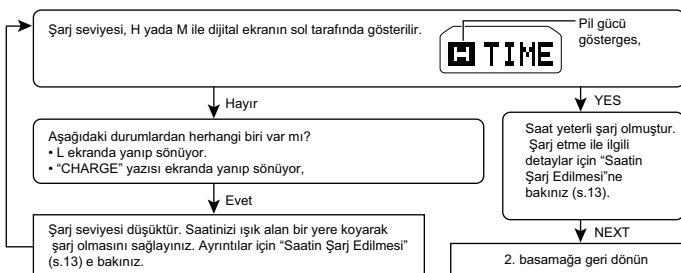 Şarj seviyesi, H yada M ile dijital ekranın sol tarafında gösterilir.
Pil gücü
gösterges,
H TIME
Hayır
YES
Aşağıdaki durumlardan herhangi biri var mı?
• L ekranda yanıp sönüyor.
• “CHARGE” yazısı ekranda yanıp sönüyor,
Saat yeterli şarj olmuştur.
Şarj etme ile ilgili
detaylar için “Saatin
Şarj Edilmesi”ne
bakınız (s.13).
Evet
NEXT
Şarj seviyesi düşüktür. Saatinizi ışık alan bir yere koyarak
şarj olmasını sağlayınız. Ayrıntılar için “Saatin Şarj Edilmesi”
(s.13) e bakınız.
2. basamağa geri dönün